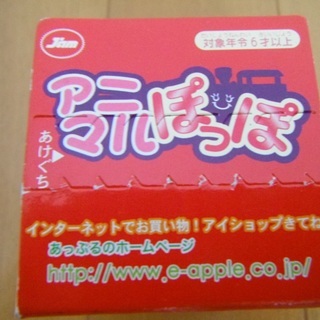 対象年令6才以上
アニ
マルぽっぽ
あけぐち
インターネットでお買い物!アイショップきてね
あっぷるのホームページ
http://www.e-apple.co.jp/